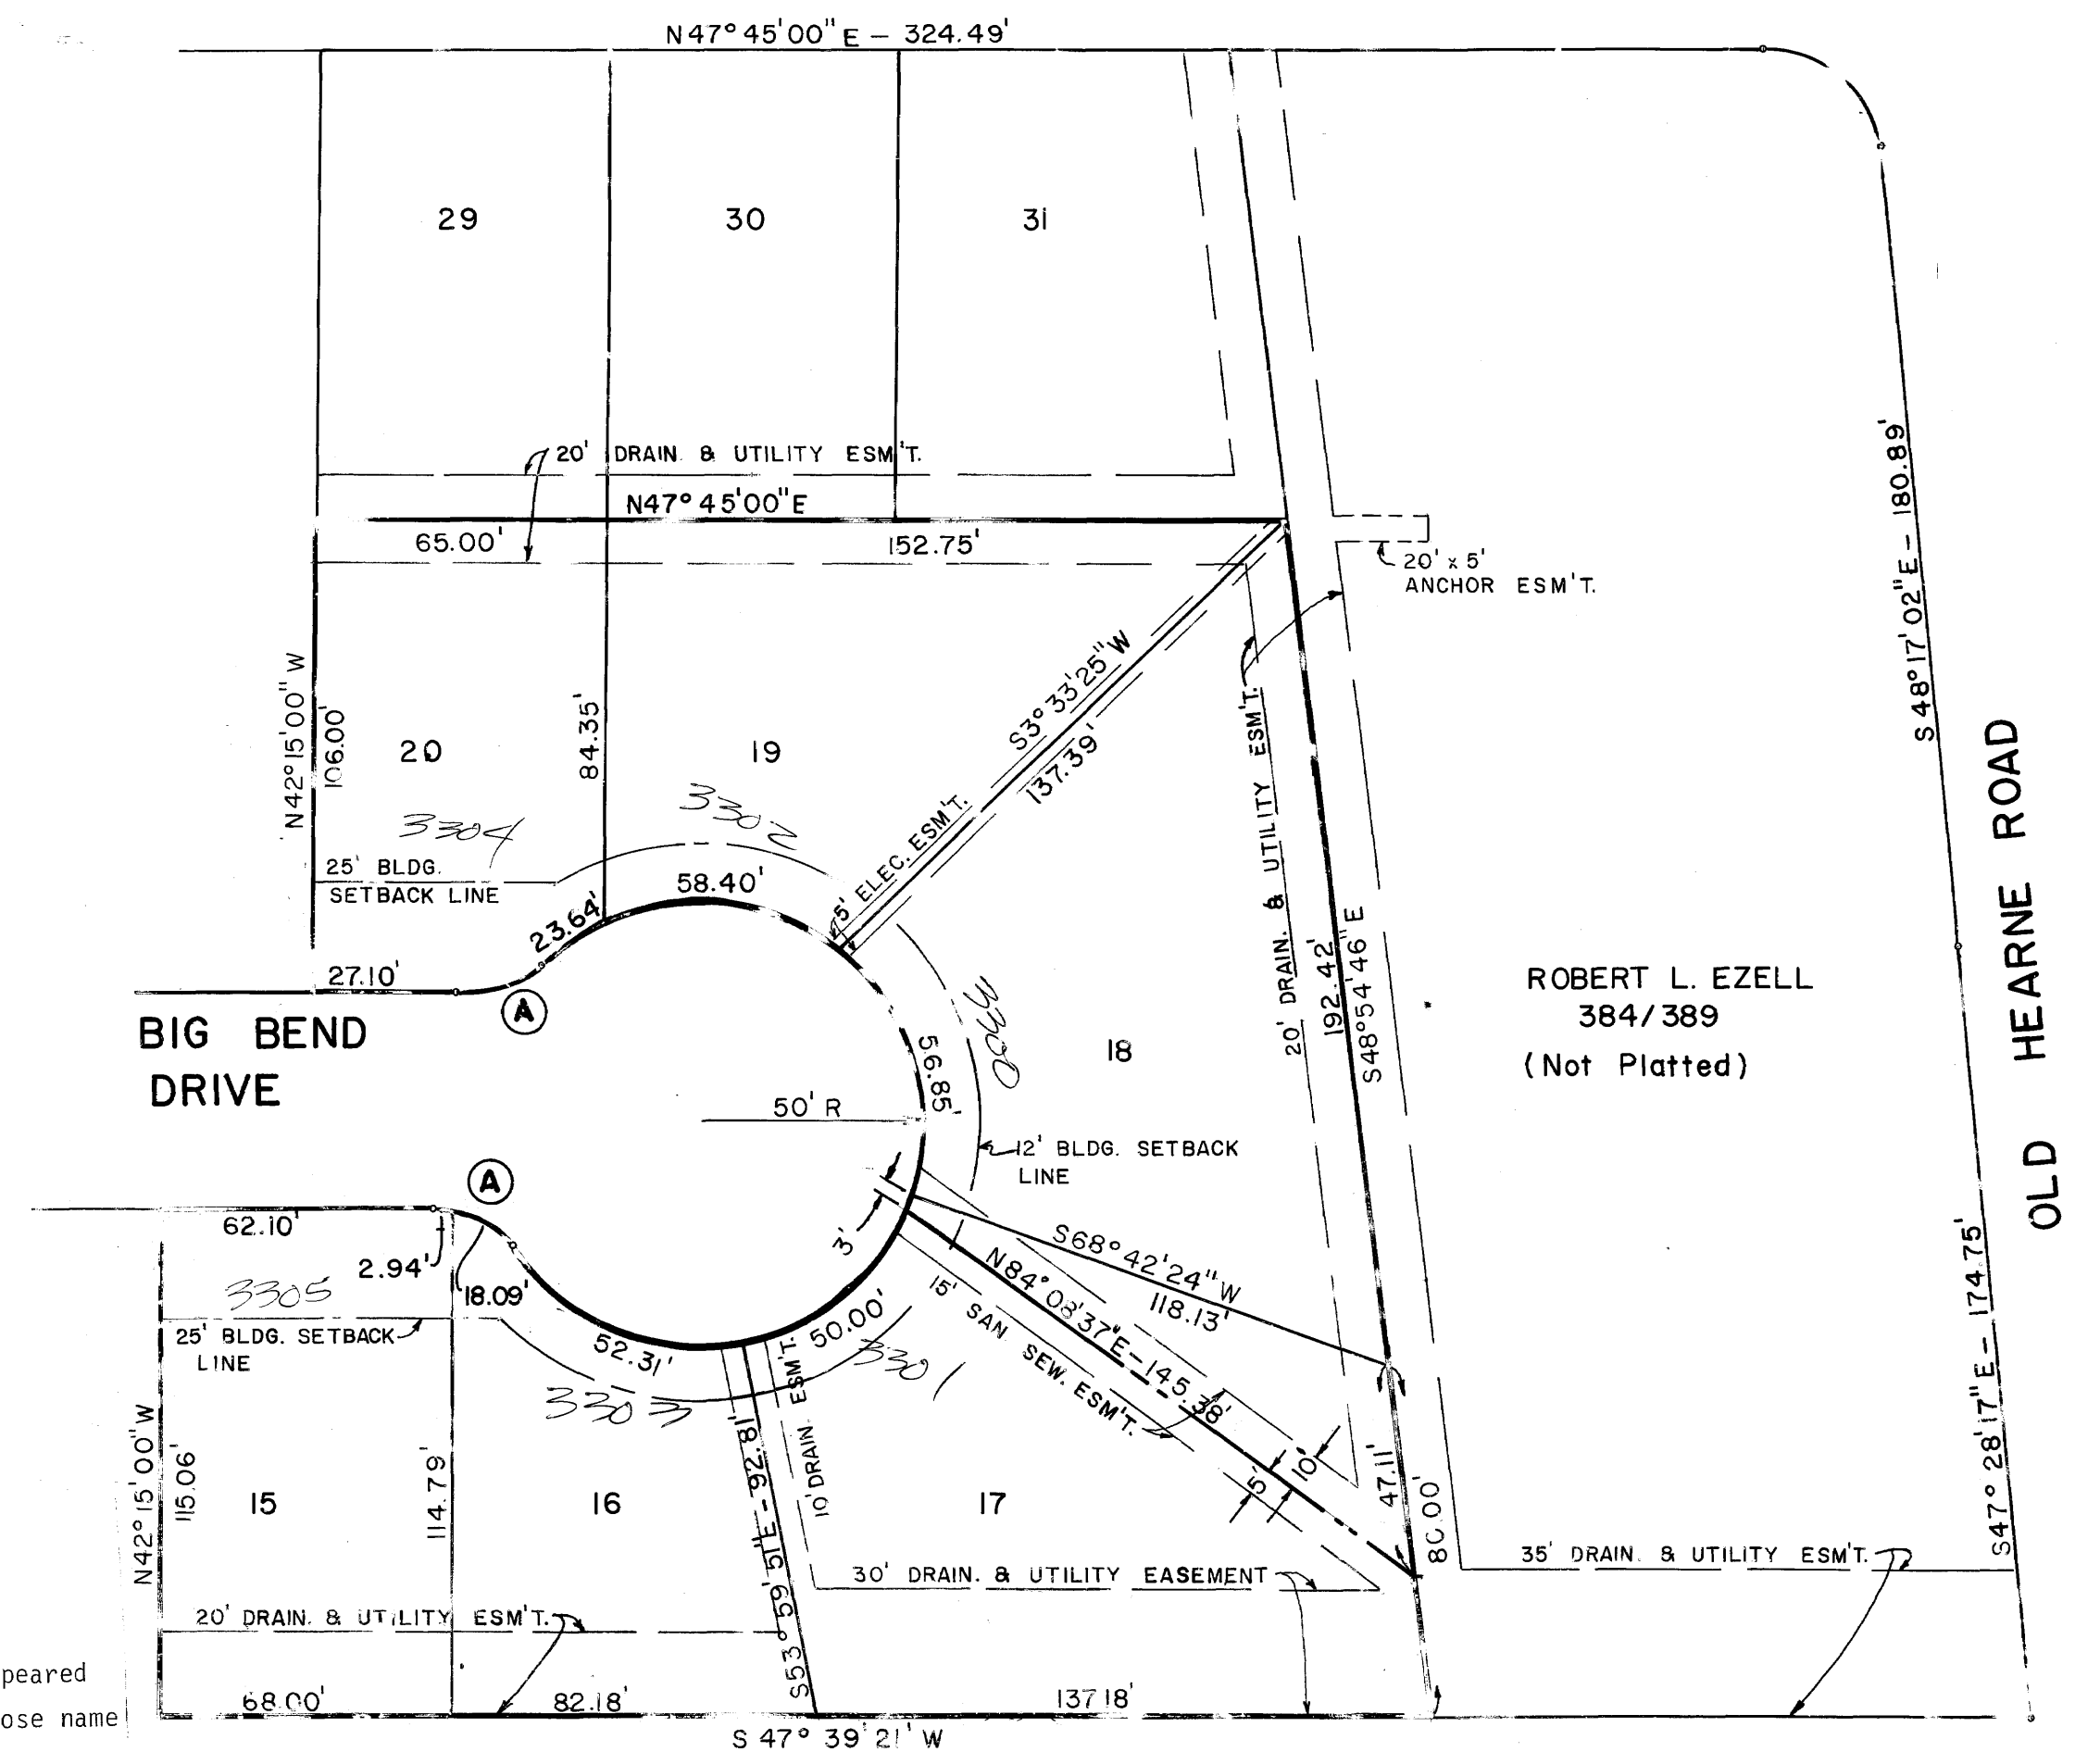 N47°45'00"E – 324.49'
29
30
31
20' DRAIN. & UTILITY ESM'T.
N47°45'00"E
65.00'
152.75'
20' x 5'
ANCHOR ESM'T.
N42°15'00" W
106.00'
84.35'
20
19
S3°33'25"W
137.39'
3304
3302
5' ELEC. ESM'T.
25' BLDG.
SETBACK LINE
58.40'
23.64'
27.10'
A
BIG BEND
DRIVE
3300
56.85'
18
50' R
12' BLDG. SETBACK
LINE
20' DRAIN. & UTILITY ESM'T.
192.42'
S48°54'46"E
ROBERT L. EZELL
384/389
(Not Platted)
S 48°17'02"E – 180.89'
OLD HEARNE ROAD
S47°28'17"E – 174.75'
A
62.10'
2.94'
18.09'
3305
25' BLDG. SETBACK
LINE
52.31'
50.00'
3303
3301
3'
S68°42'24"W
118.13'
N84°08'37"E–145.38'
15' SAN SEW. ESM'T.
10'
5'
47.11'
80.00'
N42°15'00"W
115.06'
114.79'
15
16
17
S53°59'51"E - 92.81'
10' DRAIN ESM'T.
30' DRAIN. & UTILITY EASEMENT
35' DRAIN. & UTILITY ESM'T.
20' DRAIN. & UTILITY ESM'T.
68.00'
82.18'
137.18'
S 47° 39'21' W
peared
ose name